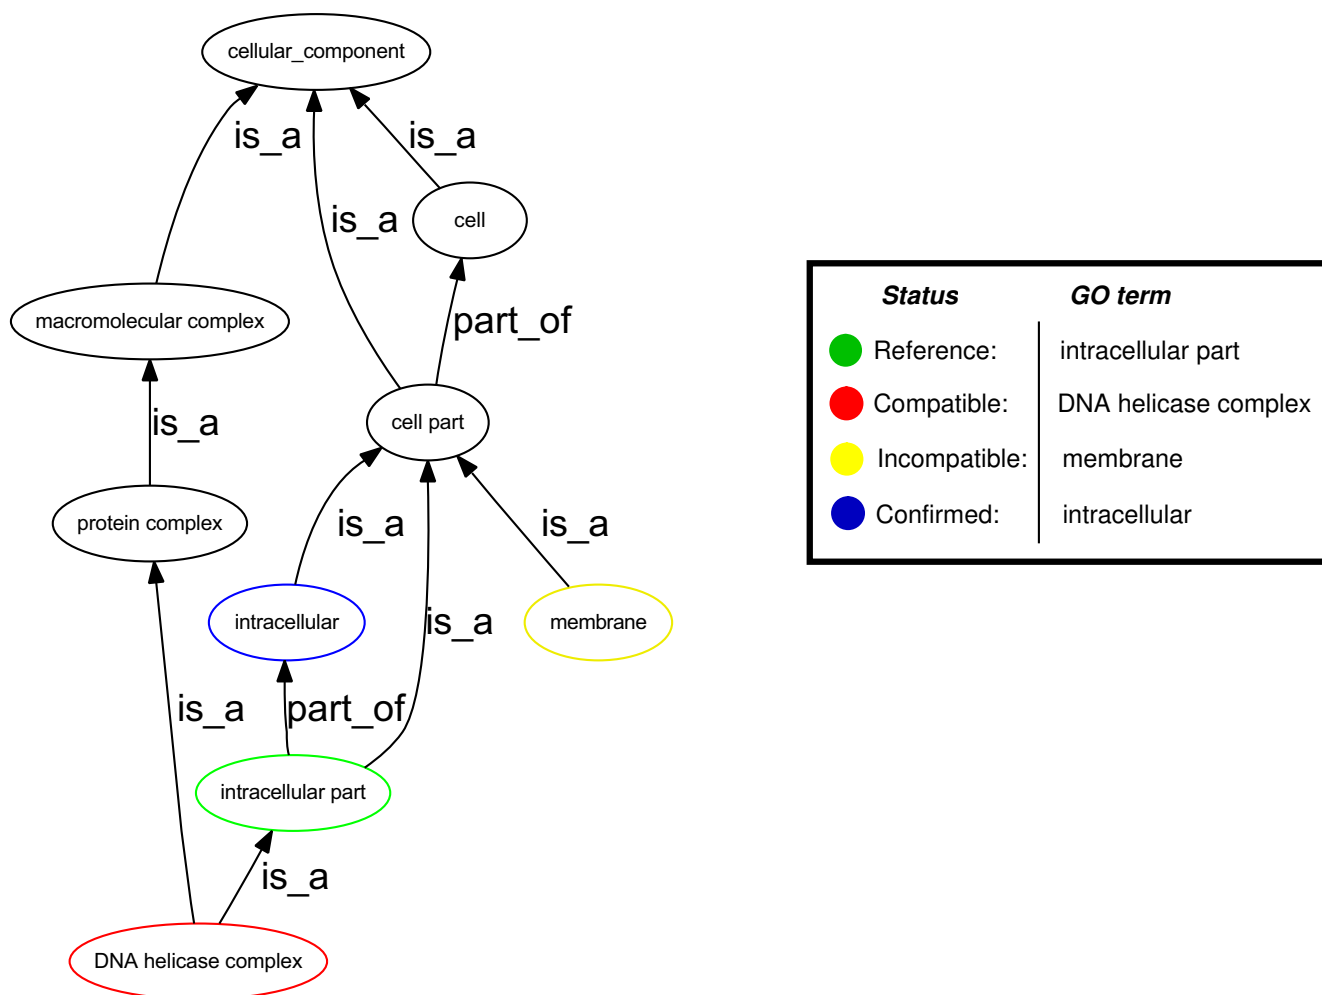 cellular_component
is_a
is_a
is_a
cell
macromolecular complex
part_of
is_a
cell part
protein complex
is_a
is_a
intracellular
is_a
membrane
is_a
part_of
intracellular part
is_a
DNA helicase complex
Status GO term
Reference: intracellular part
Compatible: DNA helicase complex
Incompatible: membrane
Confirmed: intracellular